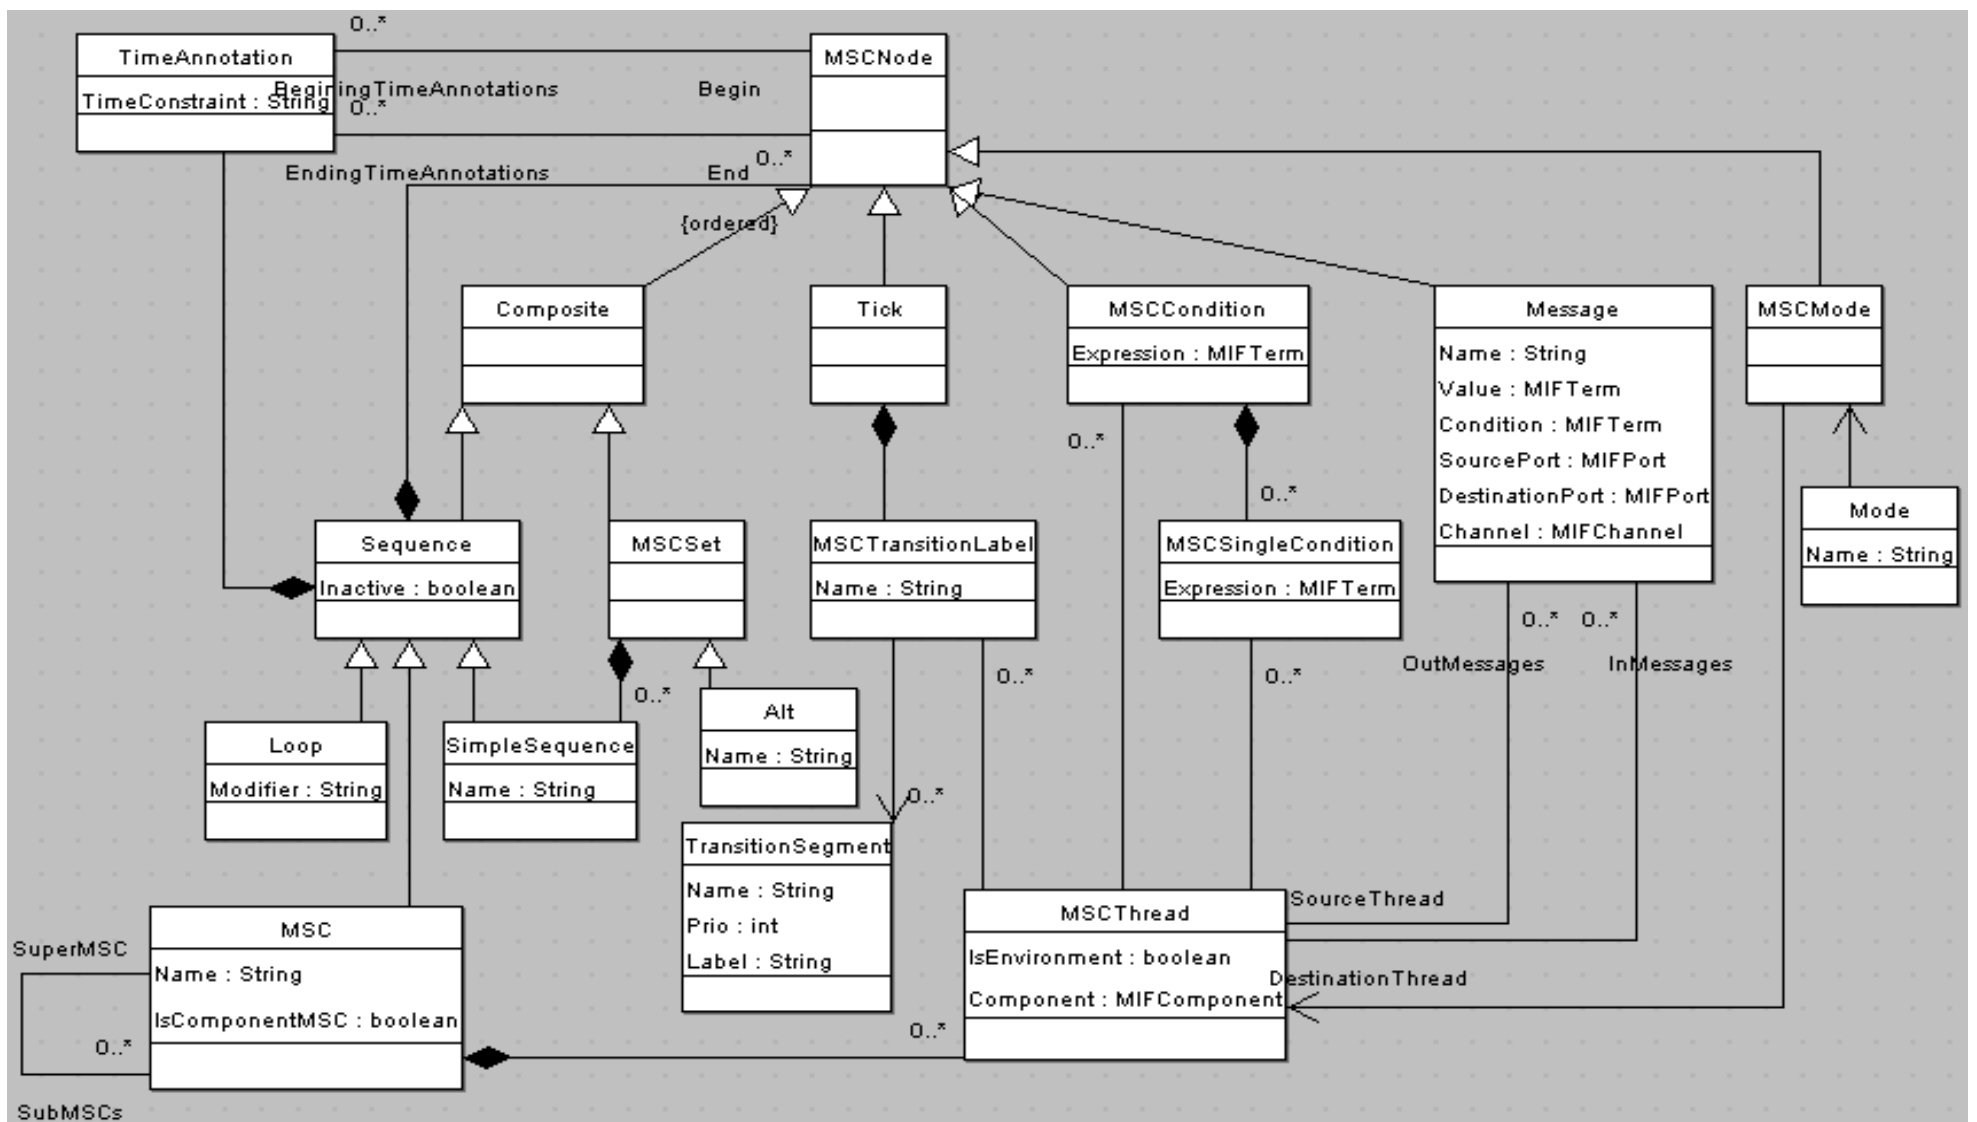 0..*
TimeAnnotation
MSCNode
BeginingTimeAnnotations
Begin
TimeConstraint : String
0..*
EndingTimeAnnotations
End
0..*
{ordered}
Composite
Tick
MSCCondition
Expression : MIFTerm
Message
Name : String
Value : MIFTerm
Condition : MIFTerm
SourcePort : MIFPort
DestinationPort : MIFPort
Channel : MIFChannel
MSCMode
0..*
0..*
Mode
Name : String
Sequence
Inactive : boolean
MSCSet
MSCTransitionLabel
Name : String
MSCSingleCondition
Expression : MIFTerm
0..*
0..*
OutMessages
InMessages
0..*
0..*
0..*
Loop
Modifier : String
SimpleSequence
Name : String
Alt
Name : String
0..*
TransitionSegment
Name : String
Prio : int
Label : String
MSCThread
IsEnvironment : boolean
Component : MIFComponent
SourceThread
DestinationThread
MSC
Name : String
IsComponentMSC : boolean
SuperMSC
0..*
0..*
SubMSCs